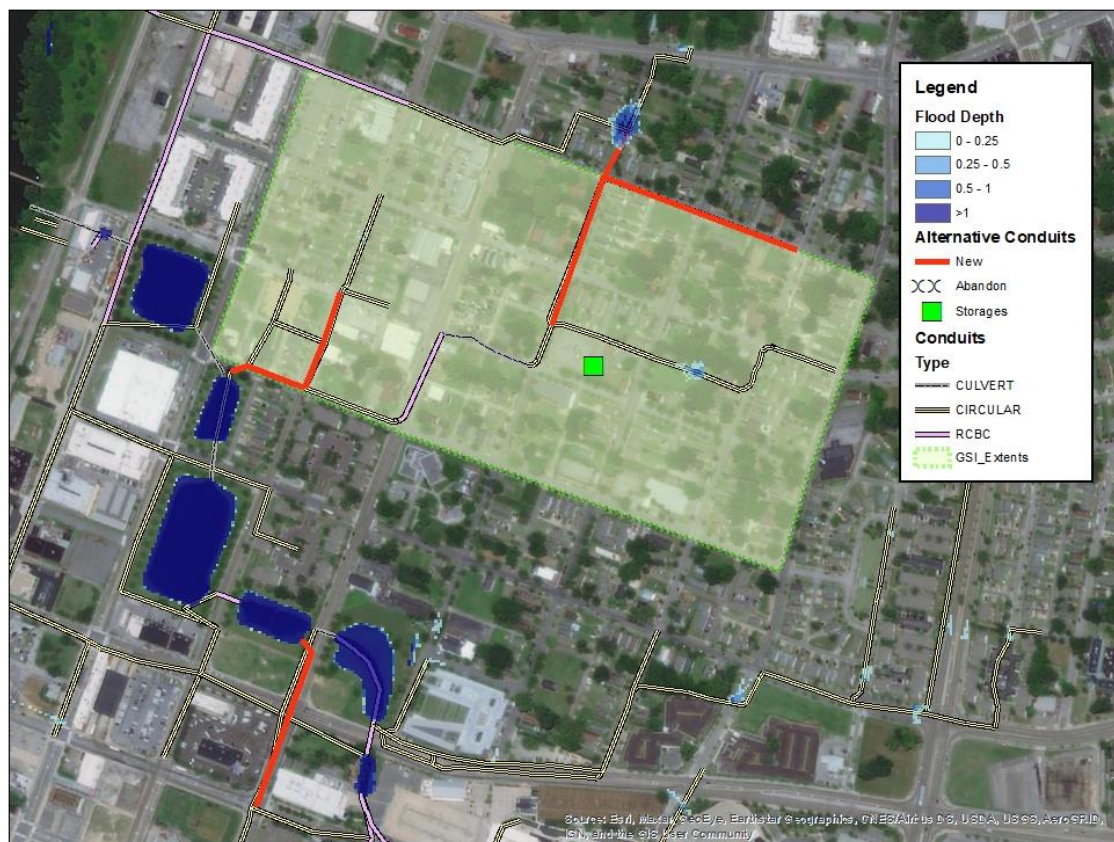 Legend
Flood Depth
0 - 0.25
0.25 - 0.5
0.5 - 1
>1
Alternative Conduits
New
Abandon
Storages
Conduits
Type
CULVERT
CIRCULAR
RCBC
GSI_Extents
Source: Esri, Maxar, GeoEye, Earthstar Geographics, CNES/Airbus DS, USDA, USGS, AeroGRID,
IGN, and the GIS User Community